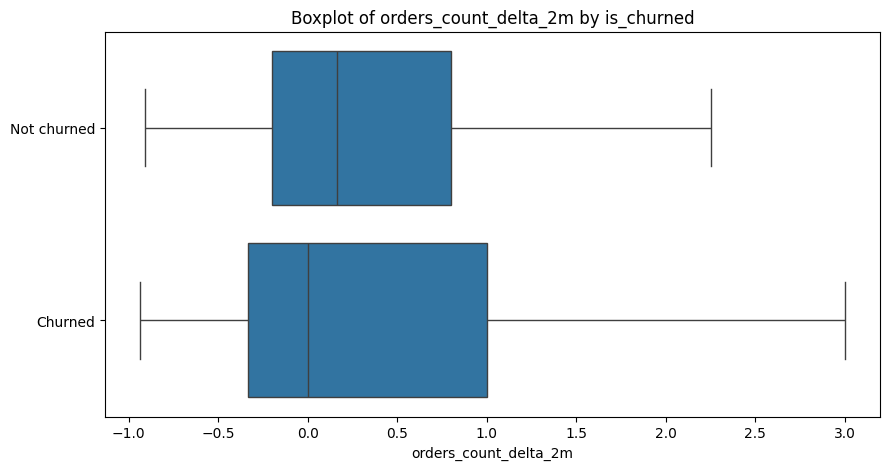 Boxplot of orders_count_delta_2m by is_churned
Not churned
Churned
−1.0 −0.5 0.0 0.5 1.0 1.5 2.0 2.5 3.0
orders_count_delta_2m